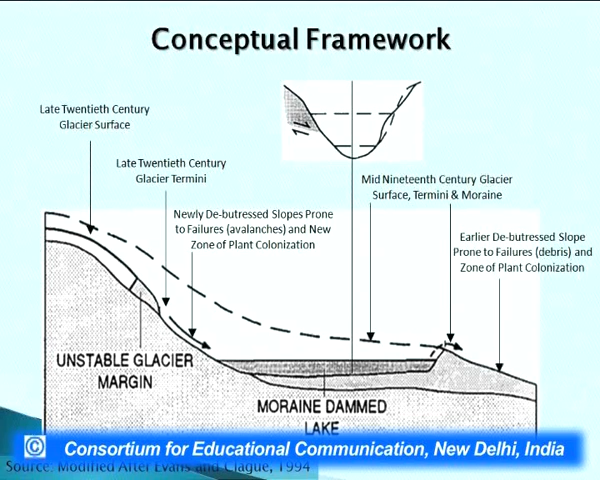 Conceptual Framework
Late Twentieth Century
Glacier Surface
Late Twentieth Century
Glacier Termini
Mid Nineteenth Century Glacier
Surface, Termini & Moraine
Newly De-butressed Slopes Prone
to Failures (avalanches) and New
Zone of Plant Colonization
Earlier De-butressed Slope
Prone to Failures (debris) and
Zone of Plant Colonization
UNSTABLE GLACIER
MARGIN
MORAINE DAMMED
LAKE
© Consortium for Educational Communication, New Delhi, India
Source: Modified After Evans and Clague, 1994